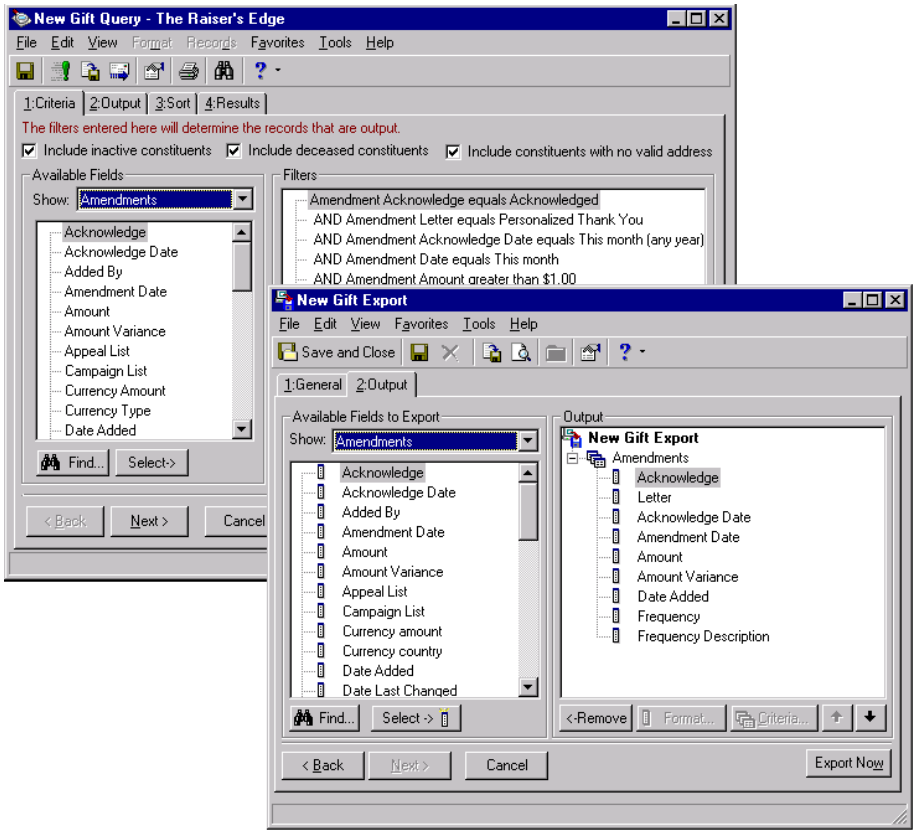 New Gift Query - The Raiser's Edge
File Edit View Format Records Favorites Tools Help
?
1:Criteria 2:Output 3:Sort 4:Results
The filters entered here will determine the records that are output.
Include inactive constituents Include deceased constituents Include constituents with no valid address
Available Fields
Show: Amendments
Acknowledge
Acknowledge Date
Added By
Amendment Date
Amount
Amount Variance
Appeal List
Campaign List
Currency Amount
Currency Type
Date Added
Find... Select->
< Back Next > Cancel
Filters
Amendment Acknowledge equals Acknowledged
AND Amendment Letter equals Personalized Thank You
AND Amendment Acknowledge Date equals This month (any year)
AND Amendment Date equals This month
AND Amendment Amount greater than $1.00
New Gift Export
File Edit View Favorites Tools Help
Save and Close ?
1:General 2:Output
Available Fields to Export
Show: Amendments
Acknowledge
Acknowledge Date
Added By
Amendment Date
Amount
Amount Variance
Appeal List
Campaign List
Currency amount
Currency country
Date Added
Date Last Changed
Find... Select ->
Output
New Gift Export
Amendments
Acknowledge
Letter
Acknowledge Date
Amendment Date
Amount
Amount Variance
Date Added
Frequency
Frequency Description
<-Remove Format... Criteria...
< Back Next > Cancel Export Now